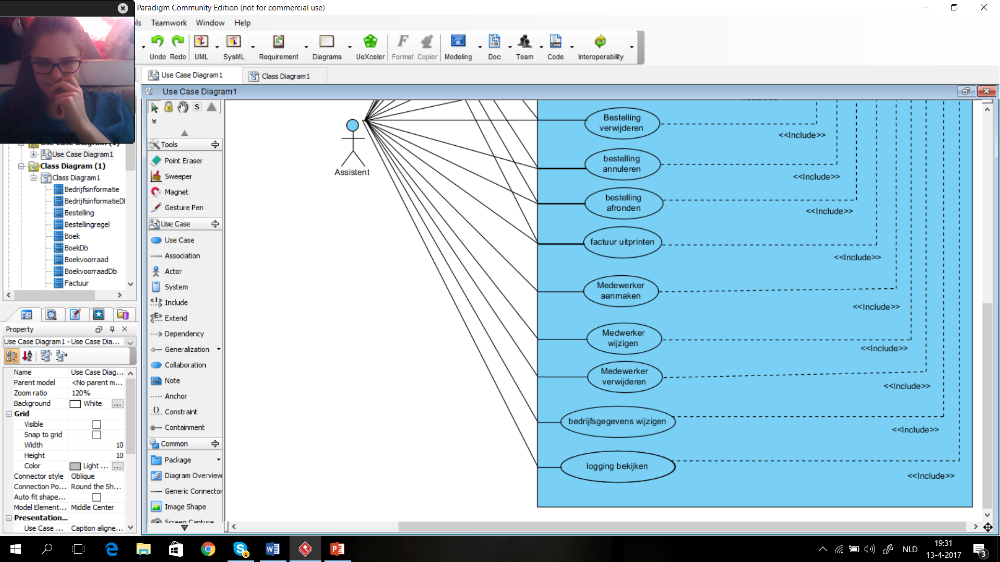 Paradigm Community Edition (not for commercial use)
Teamwork Window Help
Undo Redo UML SysML Requirement Diagrams UeXceler Format Copier Modeling Doc Team Code Interoperability
Use Case Diagram1
Class Diagram1
Use Case Diagram1
S
Use Case Diagram1
Class Diagram (1)
Class Diagram1
Bedrijfsinformatie
Bestelling
Bestellingregel
Boek
BoekDb
Boekvoorraad
BoekvoorraadDb
Factuur
Property
Use Case Diagram1 - Use Case Dia...
Name Use Case Diag...
Parent model <No parent m...
Zoom ratio 120%
Background White ...
Grid
Visible
Snap to grid
Width 10
Height 10
Color Light ... ...
Connector style Oblique
Connection Po... Round the Sh...
Auto fit shape...
Model Element... Middle Center
Presentation...
Use Case ... Caption aligne...
Tools
Point Eraser
Sweeper
Magnet
Gesture Pen
Use Case
Use Case
Association
Actor
System
Include
Extend
Dependency
Generalization
Collaboration
Note
Anchor
Constraint
Containment
Common
Package
Diagram Overview
Generic Connector
Image Shape
Screen Capture
Assistent
Bestelling
verwijderen
<<Include>>
bestelling
annuleren
<<Include>>
bestelling
afronden
<<Include>>
factuur uitprinten
<<Include>>
Medewerker
aanmaken
<<Include>>
Medwerker
wijzigen
<<Include>>
Medewerker
verwijderen
<<Include>>
bedrijfsgegevens wijzigen
<<Include>>
logging bekijken
<<Include>>
NLD
19:31
13-4-2017
3
1